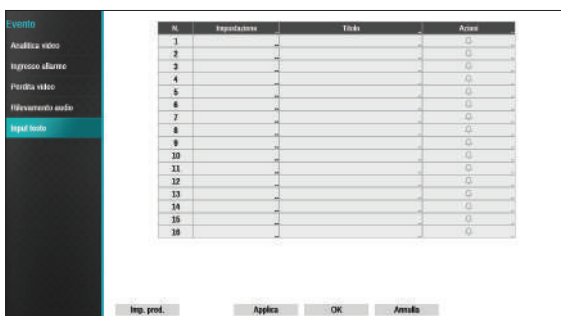 Evento
Analitica video
Ingresso allarme
Perdita video
Rilevamento audio
Input testo
N. Impostazione Titolo Azioni
1
2
3
4
5
6
7
8
9
10
11
12
13
14
15
16
Imp. pred. Applica OK Annulla